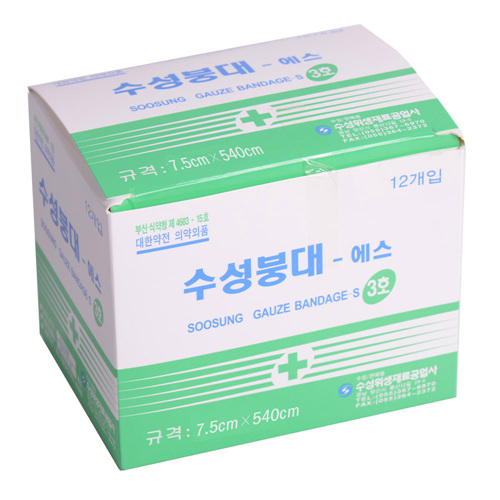 수성붕대 - 에스
SOOSUNG GAUZE BANDAGE-S
3호
규격 : 7.5cm×540cm
수성위생재료공업사
12개입
대한약전 의약외품
수성붕대 - 에스
SOOSUNG GAUZE BANDAGE-S
3호
규격 : 7.5cm×540cm
수성위생재료공업사